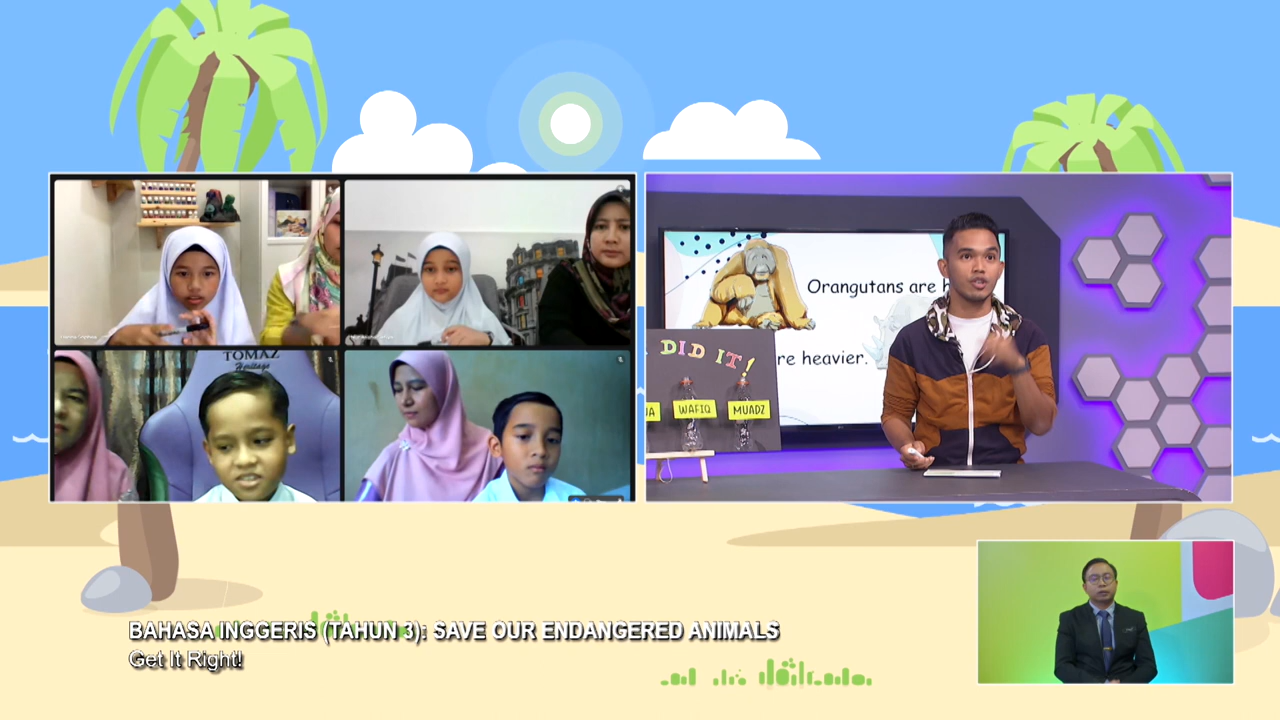 TOMAZ
Heritage
Orangutans are h
re heavier.
DID IT!
WAFIQ
MUADZ
BAHASA INGGERIS (TAHUN 3): SAVE OUR ENDANGERED ANIMALS
Get It Right!